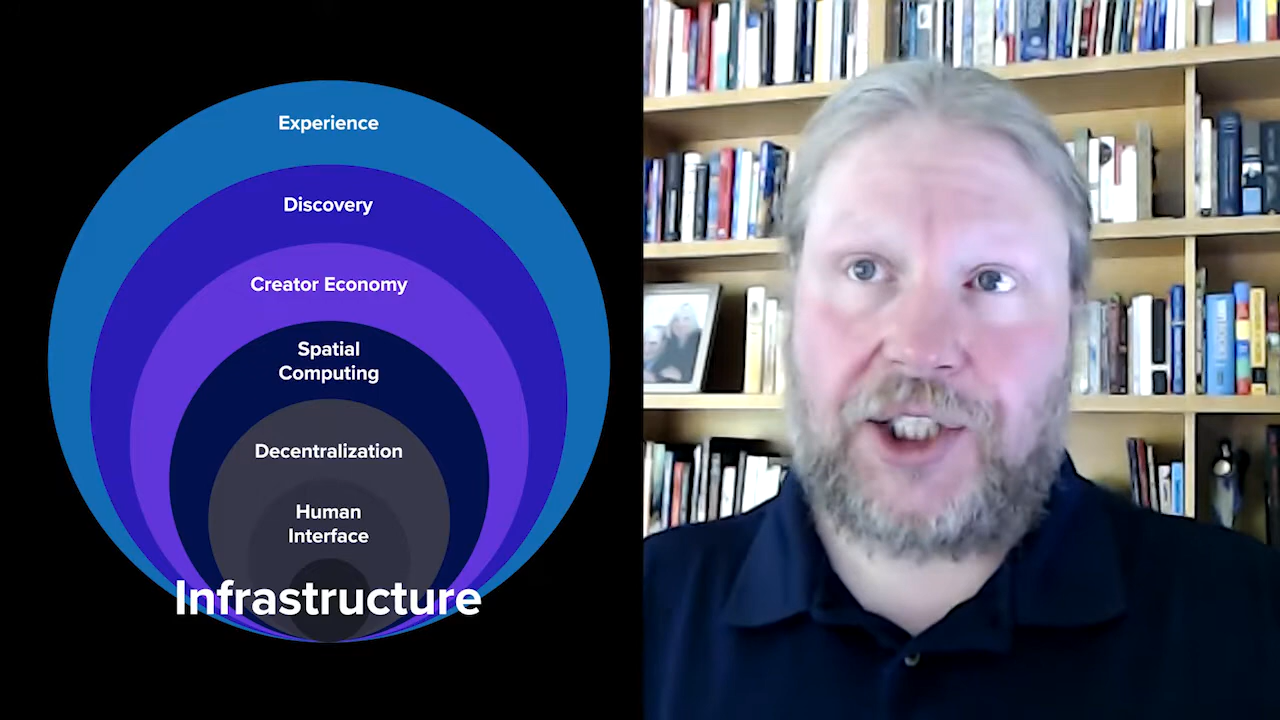 Experience
Discovery
Creator Economy
Spatial
Computing
Decentralization
Human
Interface
Infrastructure